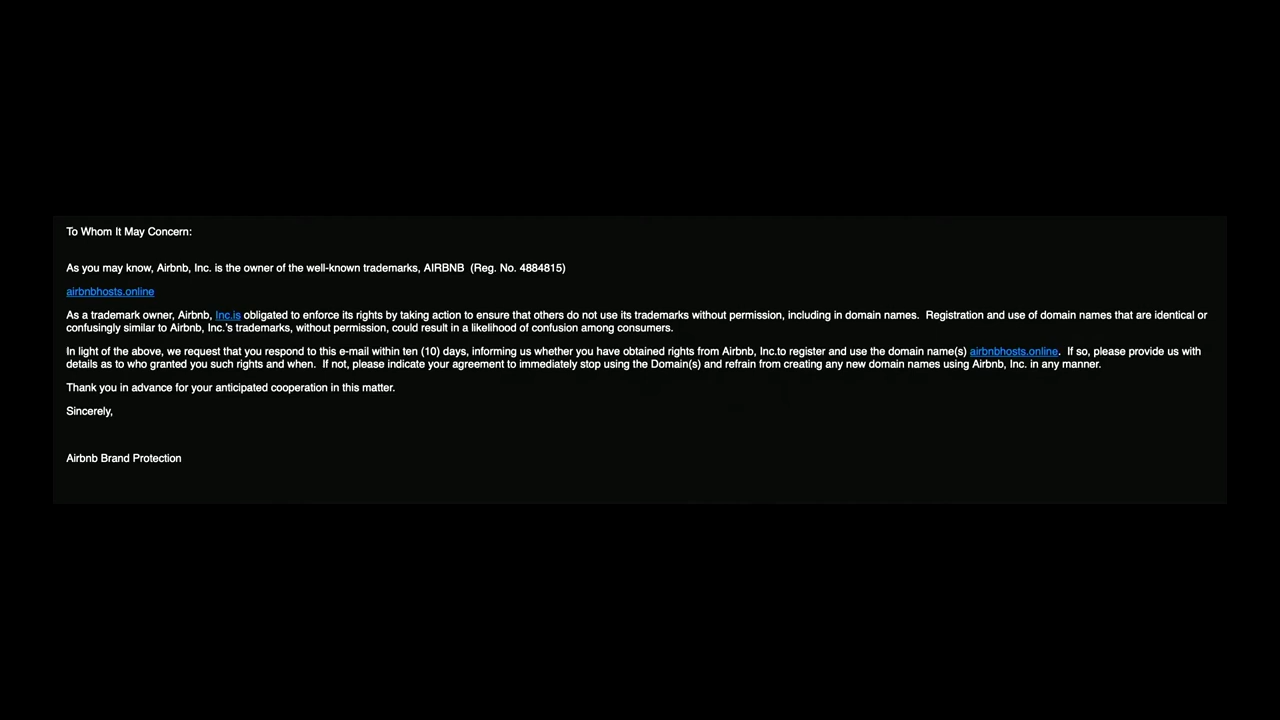 To Whom It May Concern:
As you may know, Airbnb, Inc. is the owner of the well-known trademarks, AIRBNB  (Reg. No. 4884815)
airbnbhosts.online
As a trademark owner, Airbnb, Inc.is obligated to enforce its rights by taking action to ensure that others do not use its trademarks without permission, including in domain names.  Registration and use of domain names that are identical or
confusingly similar to Airbnb, Inc.'s trademarks, without permission, could result in a likelihood of confusion among consumers.
In light of the above, we request that you respond to this e-mail within ten (10) days, informing us whether you have obtained rights from Airbnb, Inc.to register and use the domain name(s) airbnbhosts.online.  If so, please provide us with
details as to who granted you such rights and when.  If not, please indicate your agreement to immediately stop using the Domain(s) and refrain from creating any new domain names using Airbnb, Inc. in any manner.
Thank you in advance for your anticipated cooperation in this matter.
Sincerely,
Airbnb Brand Protection